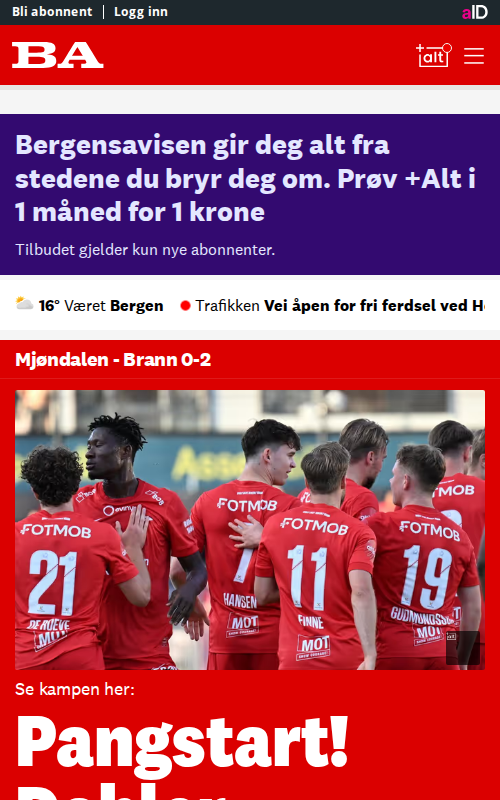 Bli abonnent | Logg inn
aID
BA
+alt
Bergensavisen gir deg alt fra
stedene du bryr deg om. Prøv +Alt i
1 måned for 1 krone
Tilbudet gjelder kun nye abonnenter.
16° Været Bergen
Trafikken Vei åpen for fri ferdsel ved
Mjøndalen - Brann 0-2
FOTMOB
21
DE ROEVE
MOT
FOTMOB
7
HANSEN
MOT
FOTMOB
11
FINNE
MOT
FOTMOB
19
GUDMUNDSSON
MOT
Se kampen her:
Pangstart!